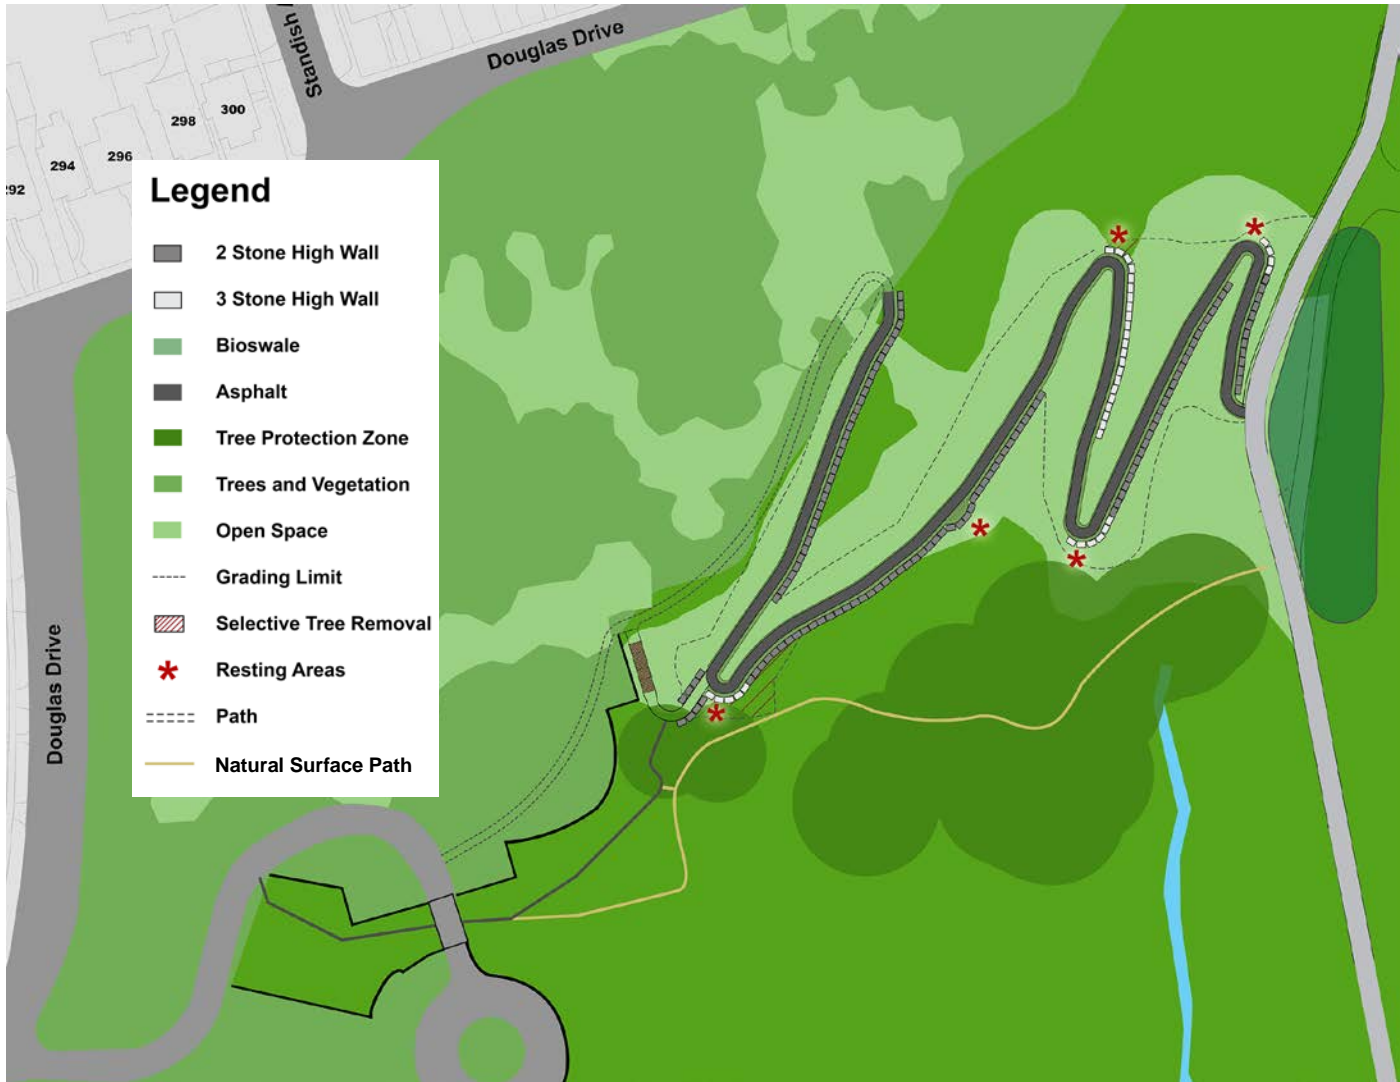 Standish
Douglas Drive
300
298
296
294
292
Legend
2 Stone High Wall
3 Stone High Wall
Bioswale
Asphalt
Tree Protection Zone
Trees and Vegetation
Open Space
Grading Limit
Selective Tree Removal
Resting Areas
Path
Natural Surface Path
Douglas Drive